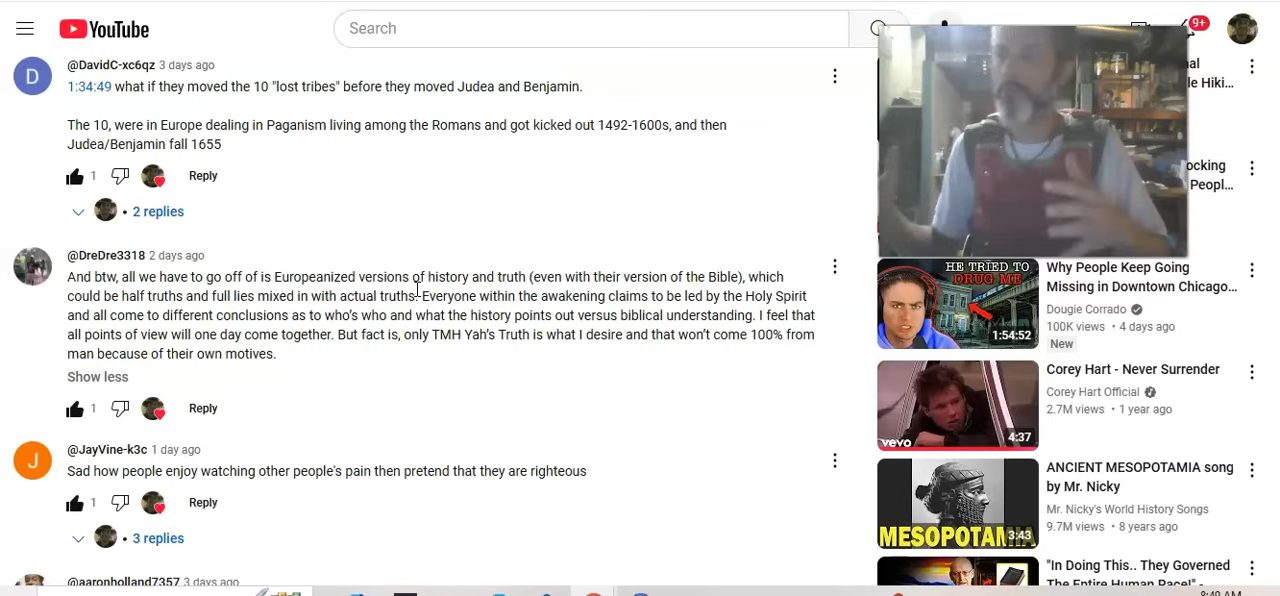 YouTube
Search
9+
@DavidC-xc6qz 3 days ago
1:34:49 what if they moved the 10 "lost tribes" before they moved Judea and Benjamin.
The 10, were in Europe dealing in Paganism living among the Romans and got kicked out 1492-1600s, and then
Judea/Benjamin fall 1655
1
Reply
• 2 replies
@DreDre3318 2 days ago
And btw, all we have to go off of is Europeanized versions of history and truth (even with their version of the Bible), which
could be half truths and full lies mixed in with actual truths. Everyone within the awakening claims to be led by the Holy Spirit
and all come to different conclusions as to who's who and what the history points out versus biblical understanding. I feel that
all points of view will one day come together. But fact is, only TMH Yah's Truth is what I desire and that won't come 100% from
man because of their own motives.
Show less
1
Reply
@JayVine-k3c 1 day ago
Sad how people enjoy watching other people's pain then pretend that they are righteous
1
Reply
• 3 replies
@aaronholland7357 3 days ago
D
J
le Hiki...
Peopl...
HE TRIED TO
DRUG ME
1:54:52
Why People Keep Going
Missing in Downtown Chicago...
Dougie Corrado
100K views • 4 days ago
New
vevo
4:37
Corey Hart - Never Surrender
Corey Hart Official
2.7M views • 1 year ago
MESOPOTAMIA
3:43
ANCIENT MESOPOTAMIA song
by Mr. Nicky
Mr. Nicky's World History Songs
9.7M views • 8 years ago
"In Doing This.. They Governed
The Entire Human Race!" -
8:49 AM